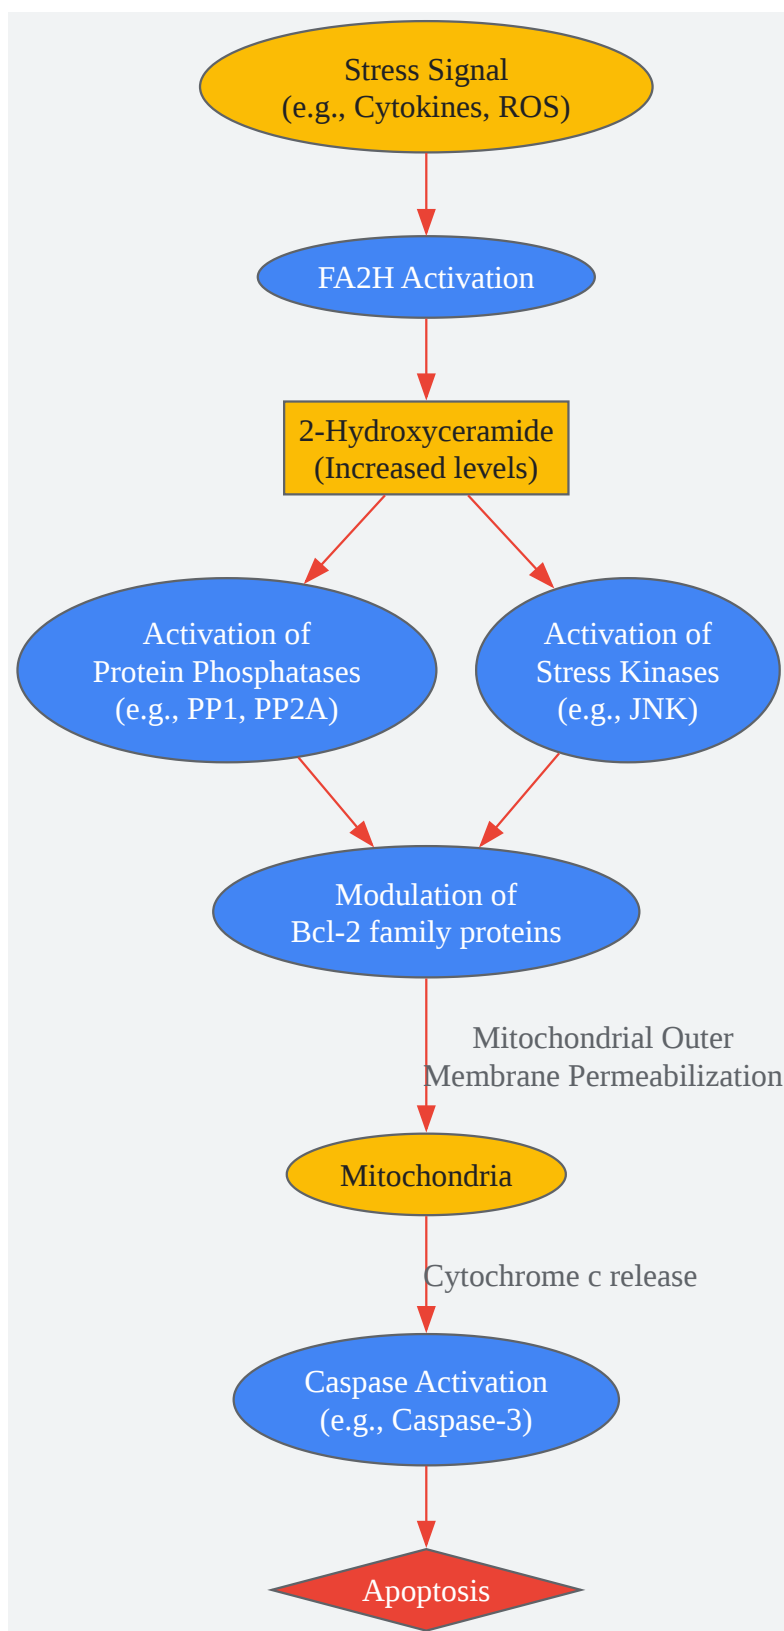 Stress Signal
(e.g., Cytokines, ROS)
FA2H Activation
2-Hydroxyceramide
(Increased levels)
Activation of
Protein Phosphatases
(e.g., PP1, PP2A)
Activation of
Stress Kinases
(e.g., JNK)
Modulation of
Bcl-2 family proteins
Mitochondrial Outer
Membrane Permeabilization
Mitochondria
Cytochrome c release
Caspase Activation
(e.g., Caspase-3)
Apoptosis